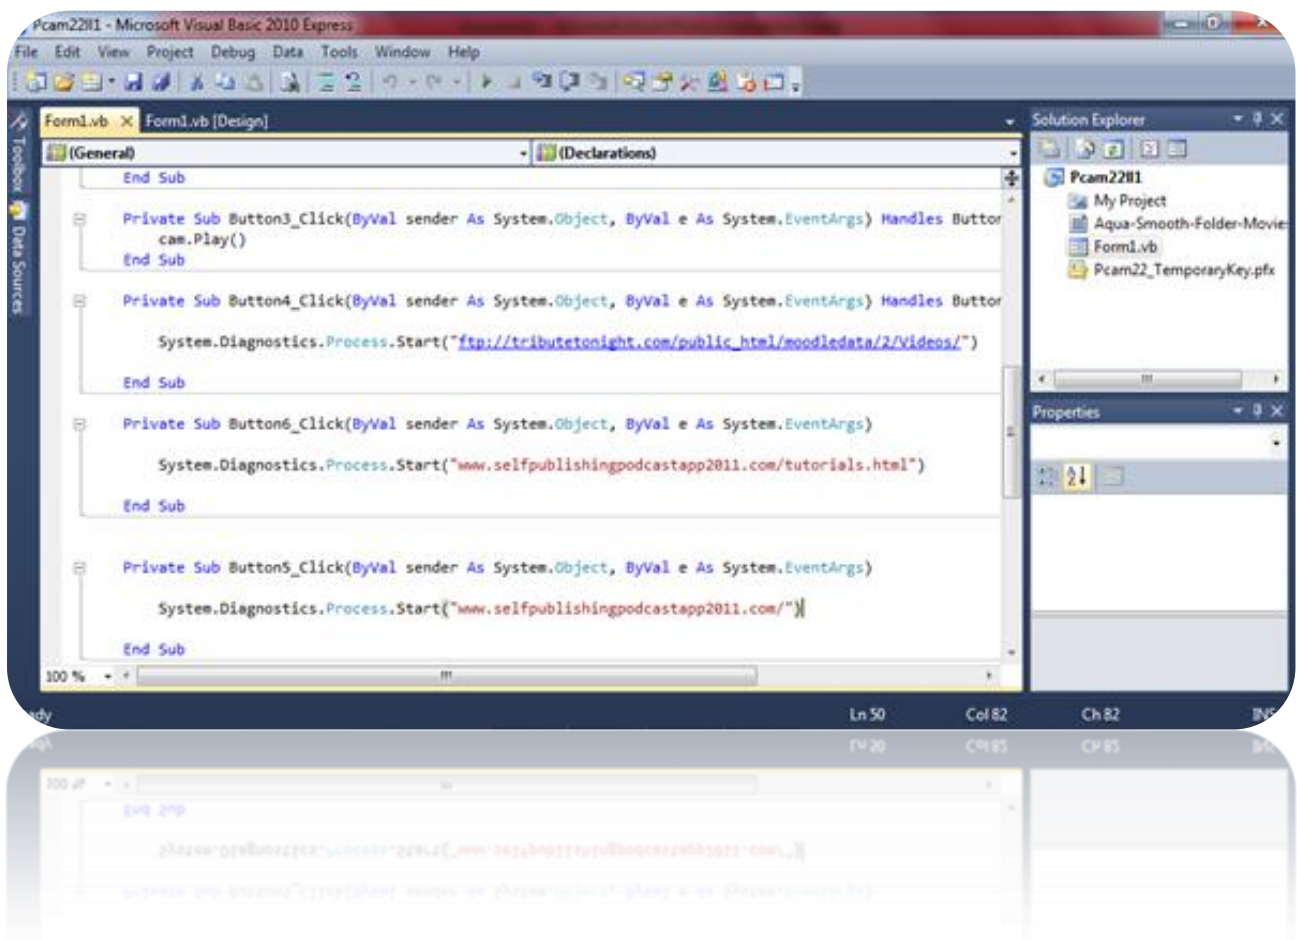 Pcam22II1 - Microsoft Visual Basic 2010 Express
File Edit View Project Debug Data Tools Window Help
Form1.vb Form1.vb [Design]
(General) (Declarations)
Toolbox
Data Sources
End Sub
Private Sub Button3_Click(ByVal sender As System.Object, ByVal e As System.EventArgs) Handles Button
cam.Play()
End Sub
Private Sub Button4_Click(ByVal sender As System.Object, ByVal e As System.EventArgs) Handles Button
System.Diagnostics.Process.Start("ftp://tributetonight.com/public_html/moodledata/2/Videos/")
End Sub
Private Sub Button6_Click(ByVal sender As System.Object, ByVal e As System.EventArgs)
System.Diagnostics.Process.Start("www.selfpublishingpodcastapp2011.com/tutorials.html")
End Sub
Private Sub Button5_Click(ByVal sender As System.Object, ByVal e As System.EventArgs)
System.Diagnostics.Process.Start("www.selfpublishingpodcastapp2011.com/")
End Sub
100 %
Solution Explorer
Pcam22II1
My Project
Aqua-Smooth-Folder-Movie
Form1.vb
Pcam22_TemporaryKey.pfx
Properties
Ln 50 Col 82 Ch 82 INS